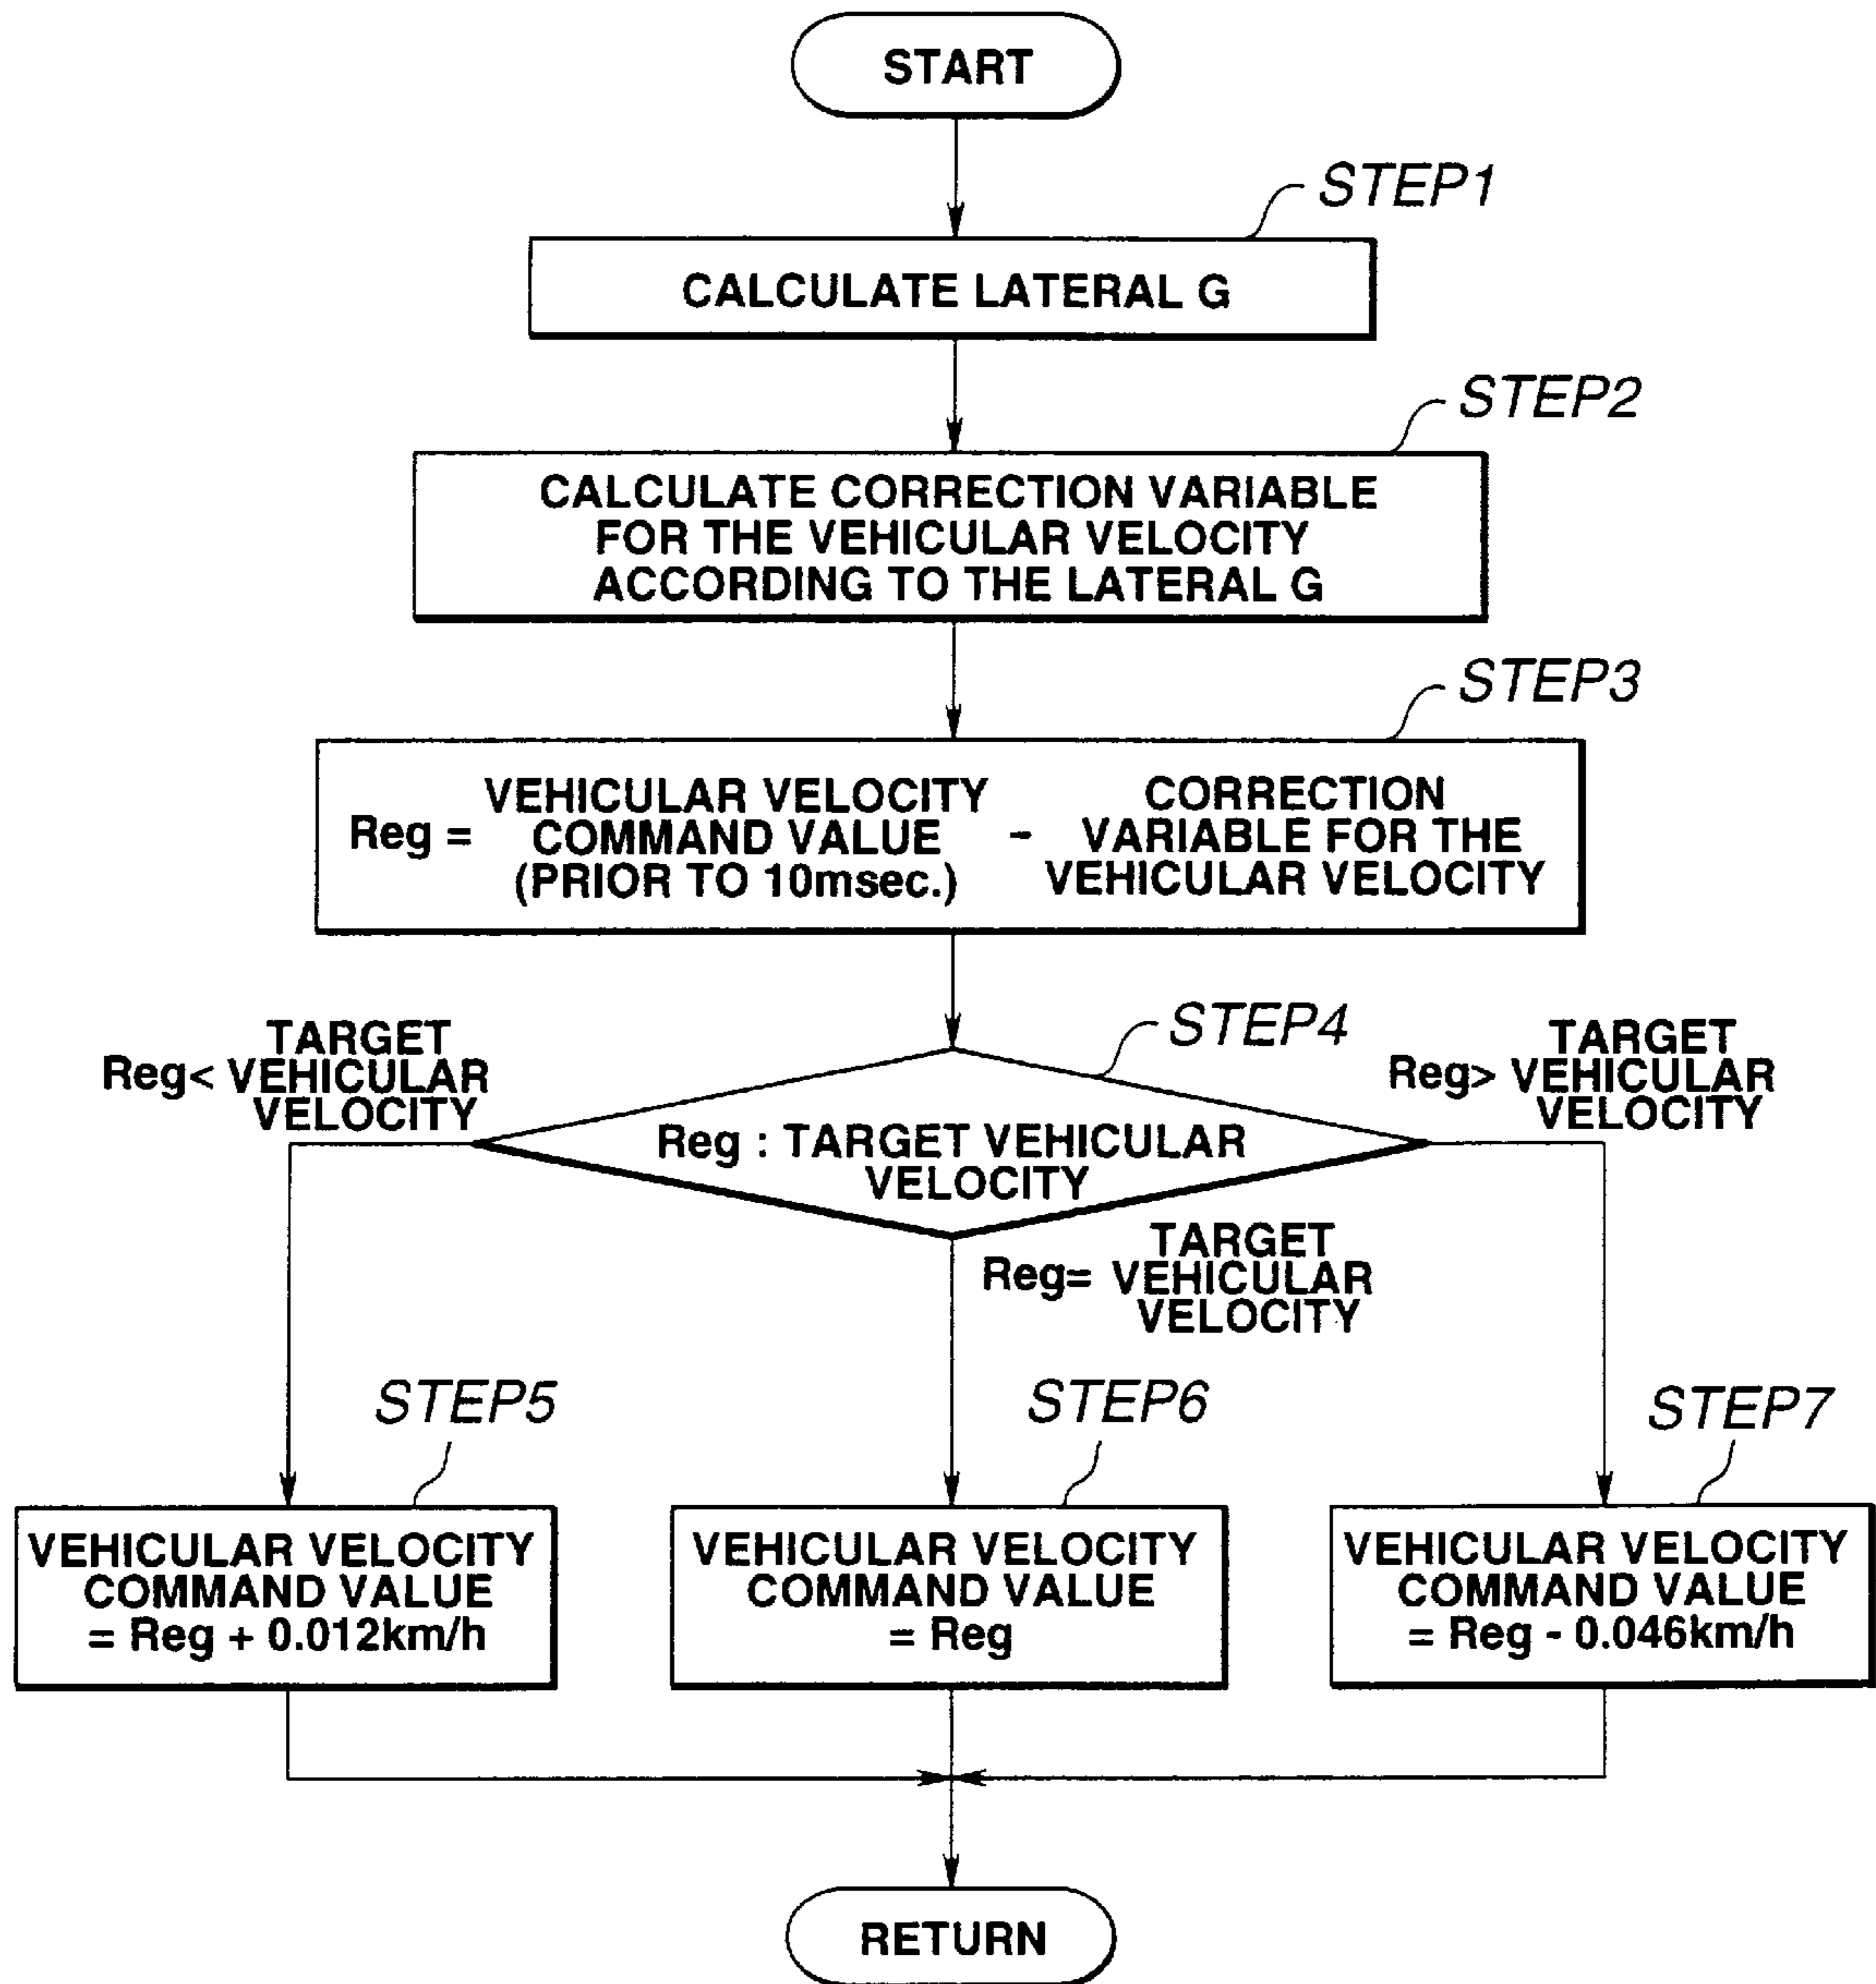 START
STEP1
CALCULATE LATERAL G
STEP2
CALCULATE CORRECTION VARIABLE
FOR THE VEHICULAR VELOCITY
ACCORDING TO THE LATERAL G
STEP3
Reg =
VEHICULAR VELOCITY
COMMAND VALUE
(PRIOR TO 10msec.)
-
CORRECTION
VARIABLE FOR THE
VEHICULAR VELOCITY
STEP4
TARGET
Reg< VEHICULAR
VELOCITY
TARGET
Reg> VEHICULAR
VELOCITY
Reg : TARGET VEHICULAR
VELOCITY
TARGET
Reg= VEHICULAR
VELOCITY
STEP5
VEHICULAR VELOCITY
COMMAND VALUE
= Reg + 0.012km/h
STEP6
VEHICULAR VELOCITY
COMMAND VALUE
= Reg
STEP7
VEHICULAR VELOCITY
COMMAND VALUE
= Reg - 0.046km/h
RETURN